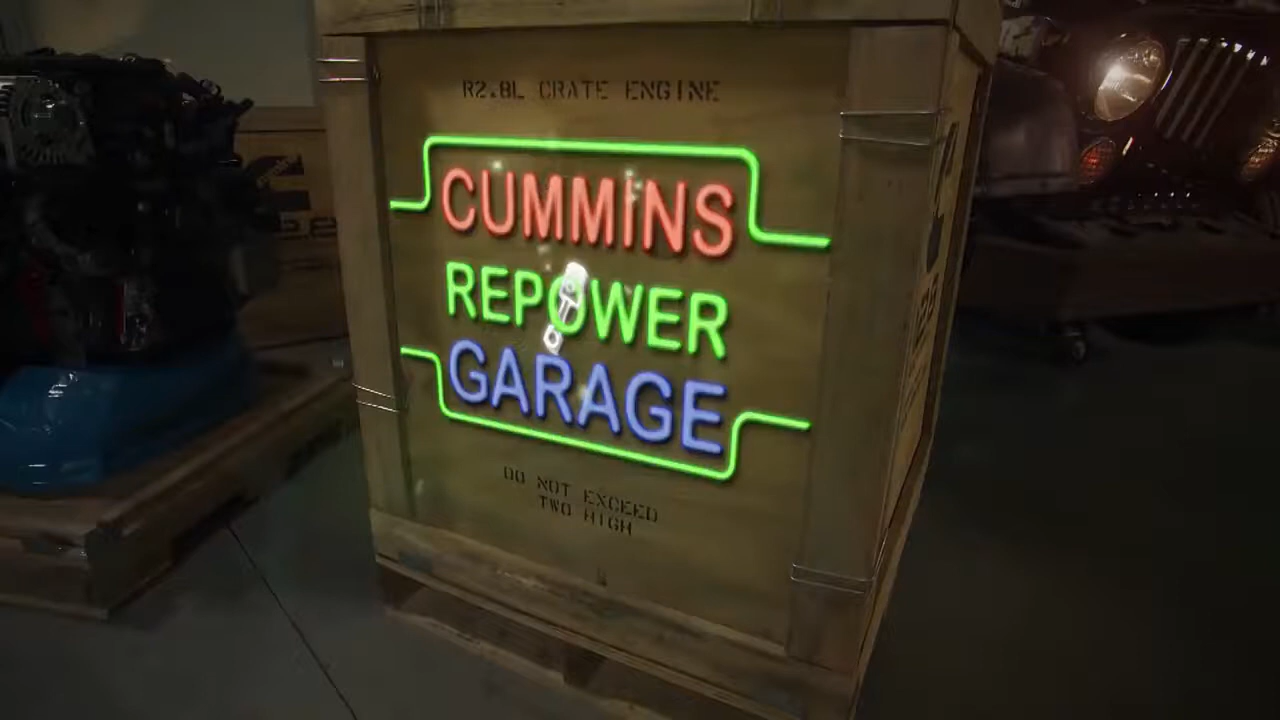 R2.8L CRATE ENGINE
CUMMINS
REPOWER
GARAGE
DO NOT EXCEED
TWO HIGH